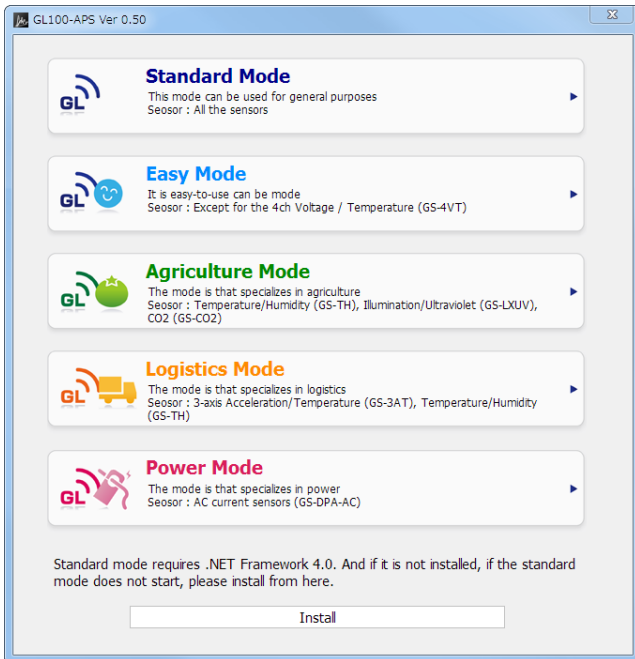 GL100-APS Ver 0.50
Standard Mode
This mode can be used for general purposes
Seosor : All the sensors
GL
Easy Mode
It is easy-to-use can be mode
Seosor : Except for the 4ch Voltage / Temperature (GS-4VT)
GL
Agriculture Mode
The mode is that specializes in agriculture
Seosor : Temperature/Humidity (GS-TH), Illumination/Ultraviolet (GS-LXUV),
CO2 (GS-CO2)
GL
Logistics Mode
The mode is that specializes in logistics
Seosor : 3-axis Acceleration/Temperature (GS-3AT), Temperature/Humidity
(GS-TH)
GL
Power Mode
The mode is that specializes in power
Seosor : AC current sensors (GS-DPA-AC)
GL
Standard mode requires .NET Framework 4.0. And if it is not installed, if the standard
mode does not start, please install from here.
Install